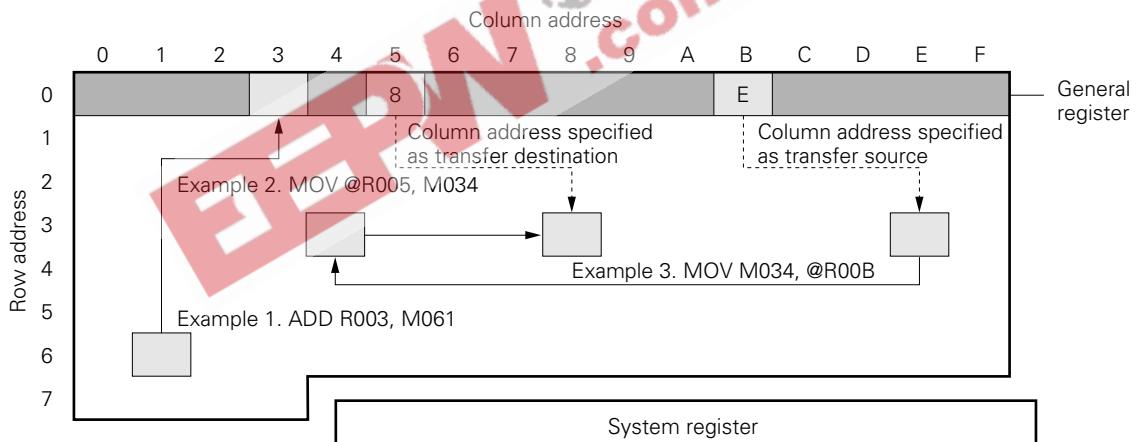 Column address
0 1 2 3 4 5 6 7 8 9 A B C D E F
0 8 E General
register
1 Column address specified Column address specified
as transfer destination as transfer source
2 Example 2. MOV @R005, M034
3
4 Example 3. MOV M034, @R00B
5 Example 1. ADD R003, M061
6
7
Row address
System register
EEPW .com